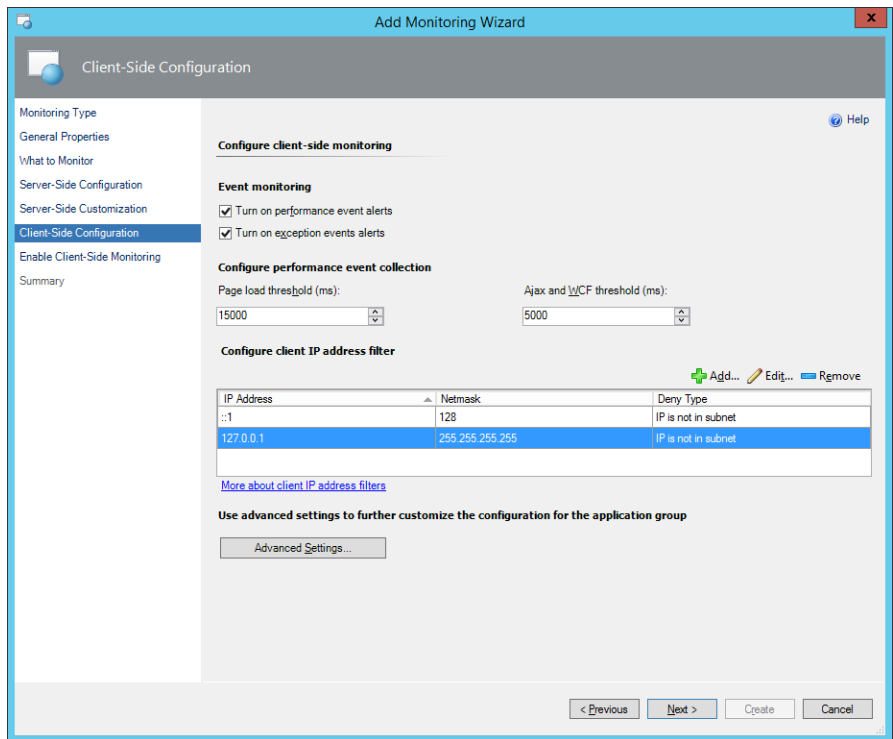 Add Monitoring Wizard
x
Client-Side Configuration
Monitoring Type
General Properties
What to Monitor
Server-Side Configuration
Server-Side Customization
Client-Side Configuration
Enable Client-Side Monitoring
Summary
Help
Configure client-side monitoring
Event monitoring
Turn on performance event alerts
Turn on exception events alerts
Configure performance event collection
Page load threshold (ms): Ajax and WCF threshold (ms):
15000 5000
Configure client IP address filter
Add... Edit... Remove
IP Address Netmask Deny Type
::1 128 IP is not in subnet
127.0.0.1 255.255.255.255 IP is not in subnet
More about client IP address filters
Use advanced settings to further customize the configuration for the application group
Advanced Settings...
< Previous Next > Create Cancel